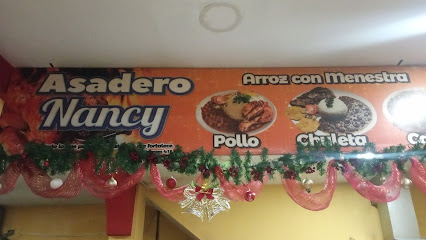 Asadero
Nancy
Arroz con Menestra
Pollo
Chuleta